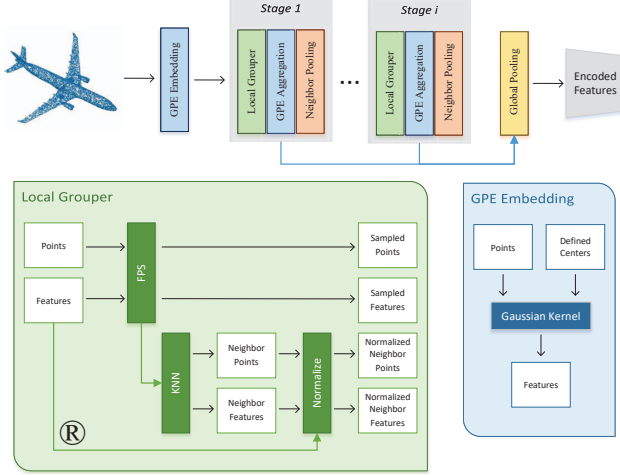 Stage 1
Stage i
GPE Embedding
Local Grouper
GPE Aggregation
Neighbor Pooling
...
Local Grouper
GPE Aggregation
Neighbor Pooling
Global Pooling
Encoded
Features
Local Grouper
Points
Features
FPS
Sampled
Points
Sampled
Features
KNN
Neighbor
Points
Neighbor
Features
Normalize
Normalized
Neighbor
Points
Normalized
Neighbor
Features
®
GPE Embedding
Points
Defined
Centers
Gaussian Kernel
Features